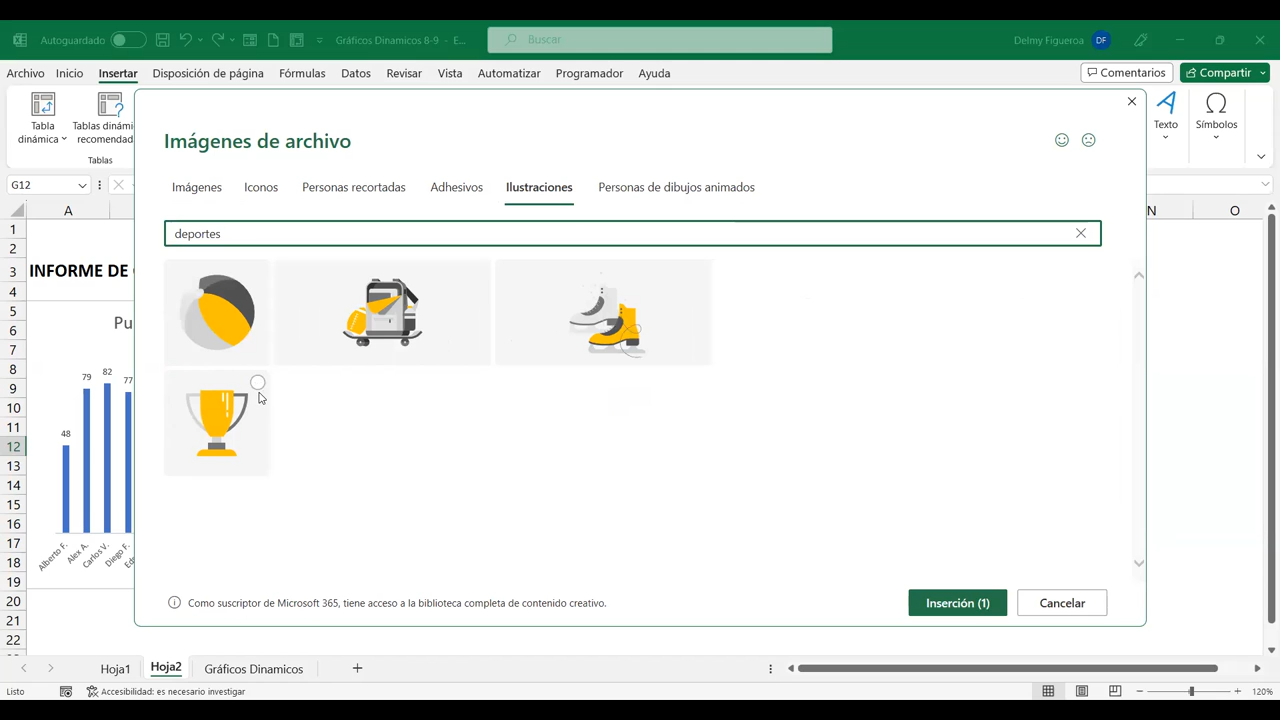 Autoguardado
Gráficos Dinamicos 8-9 - E...
Buscar
Delmy Figueroa
DF
Archivo
Inicio
Insertar
Disposición de página
Fórmulas
Datos
Revisar
Vista
Automatizar
Programador
Ayuda
Comentarios
Compartir
Tabla
dinámica
Tablas dinámi
recomendad
Tablas
Texto
Símbolos
Imágenes de archivo
Imágenes
Iconos
Personas recortadas
Adhesivos
Ilustraciones
Personas de dibujos animados
G12
deportes
A
N
O
1
2
3
4
5
6
7
8
9
10
11
12
13
14
15
16
17
18
19
20
21
22
INFORME DE
Pu
48
79
82
77
Alberto F.
Alex A.
Carlos V.
Diego F.
Como suscriptor de Microsoft 365, tiene acceso a la biblioteca completa de contenido creativo.
Inserción (1)
Cancelar
Hoja1
Hoja2
Gráficos Dinamicos
Listo
Accesibilidad: es necesario investigar
120%